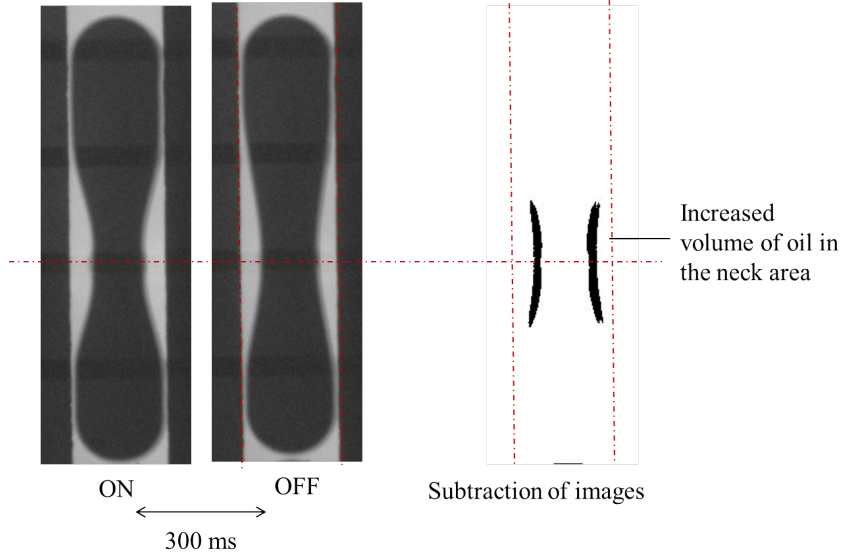 Increased
volume of oil in
the neck area
ON
OFF
Subtraction of images
300 ms